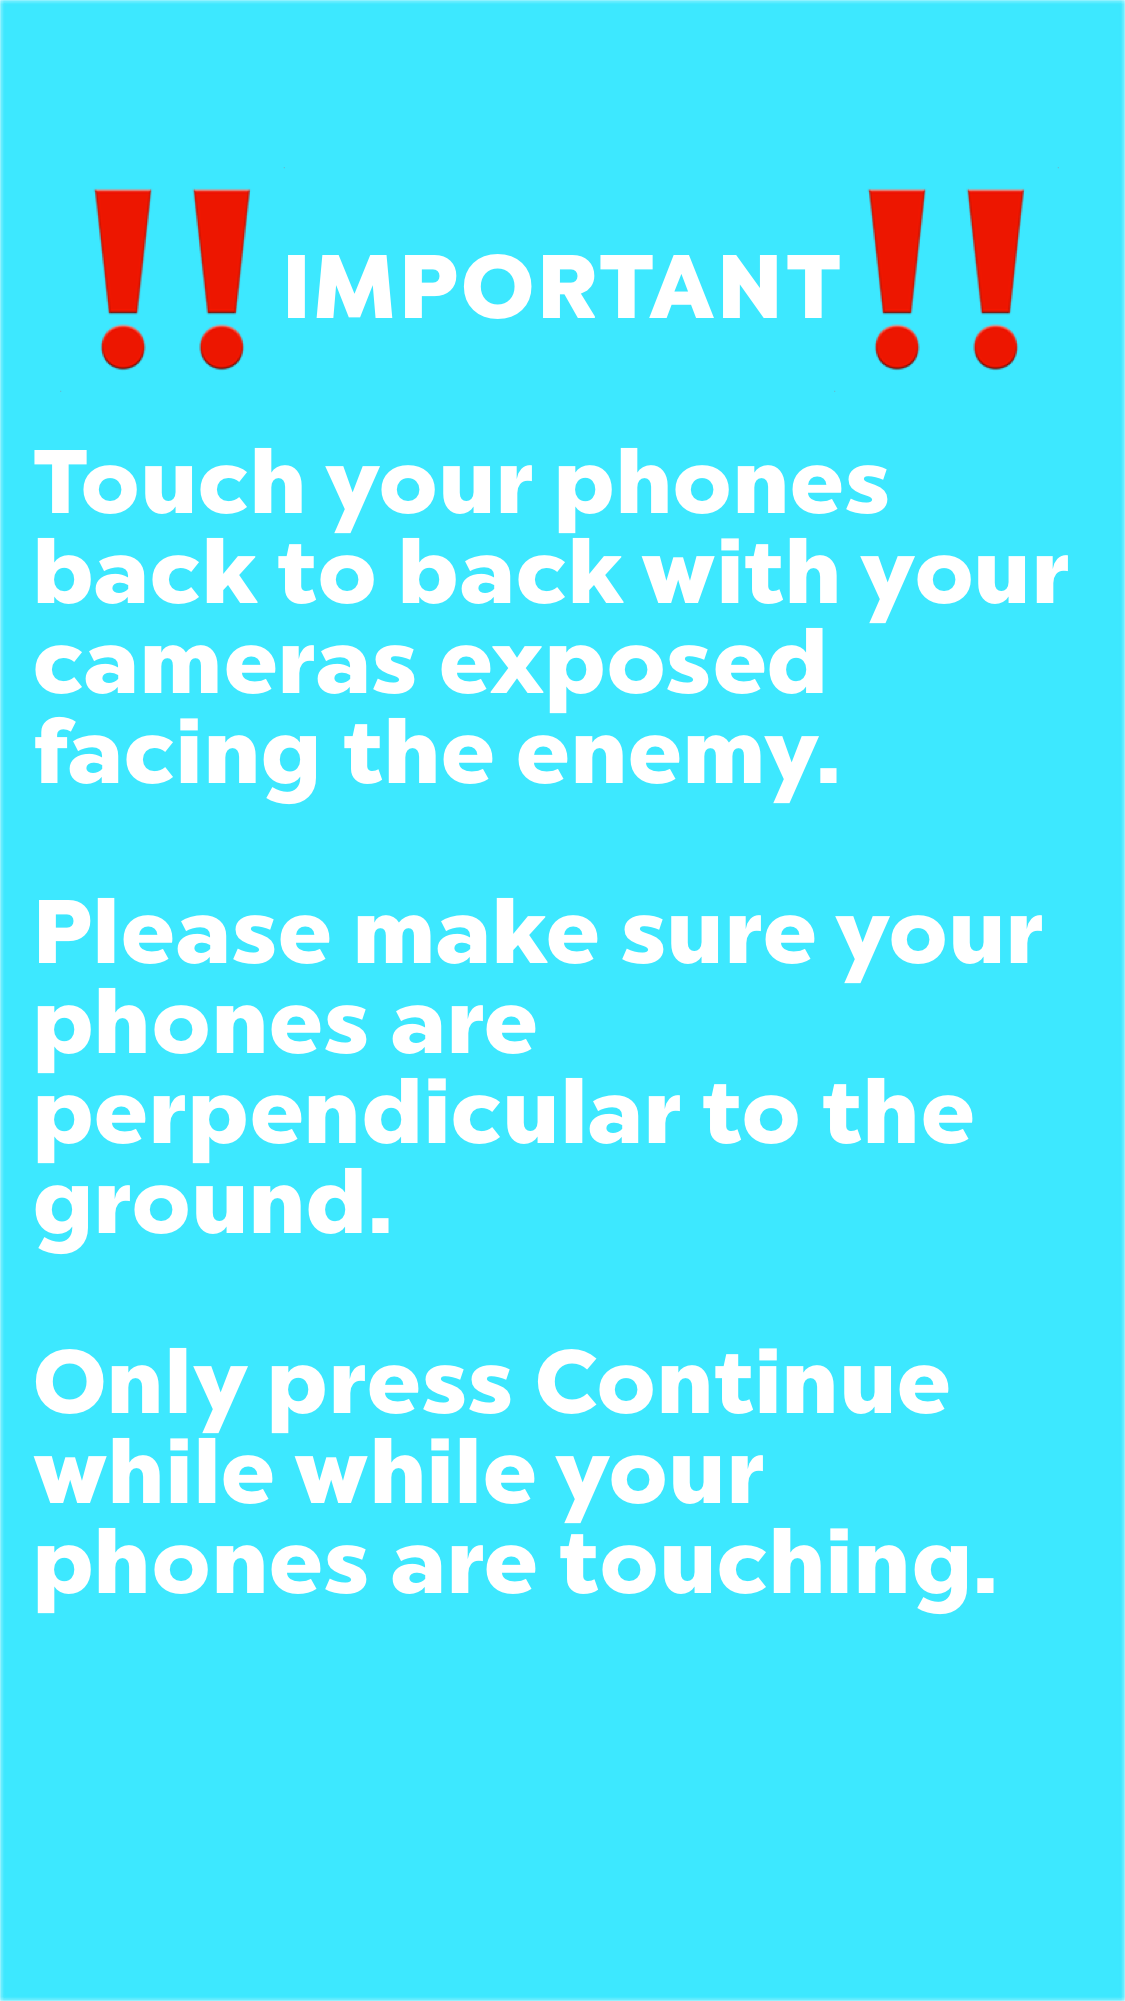 ‼IMPORTANT‼
Touch your phones
back to back with your
cameras exposed
facing the enemy.
Please make sure your
phones are
perpendicular to the
ground.
Only press Continue
while while your
phones are touching.